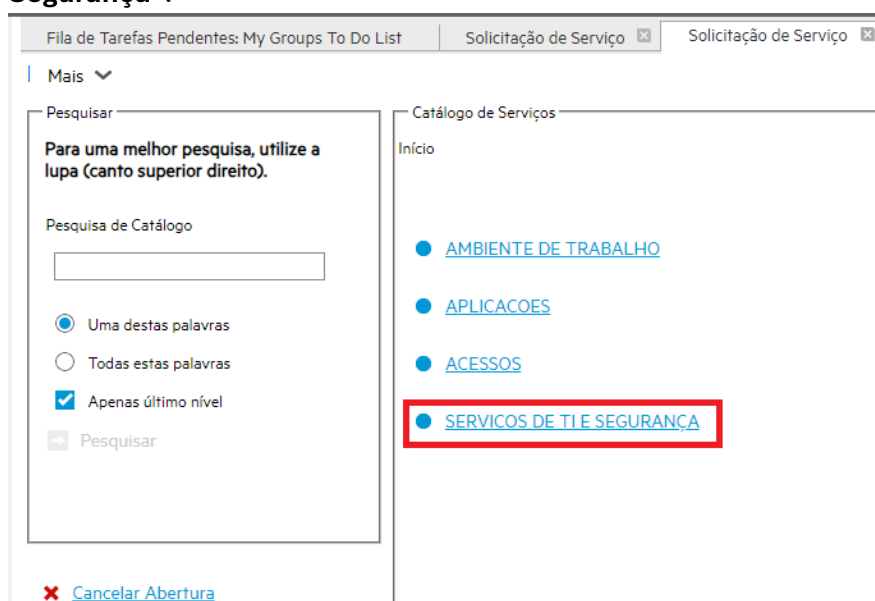 Segurança".
Fila de Tarefas Pendentes: My Groups To Do List
Solicitação de Serviço
Solicitação de Serviço
Mais
Pesquisar
Para uma melhor pesquisa, utilize a
lupa (canto superior direito).
Pesquisa de Catálogo
Uma destas palavras
Todas estas palavras
Apenas último nível
Pesquisar
Cancelar Abertura
Catálogo de Serviços
Início
AMBIENTE DE TRABALHO
APLICACOES
ACESSOS
SERVICOS DE TI E SEGURANÇA